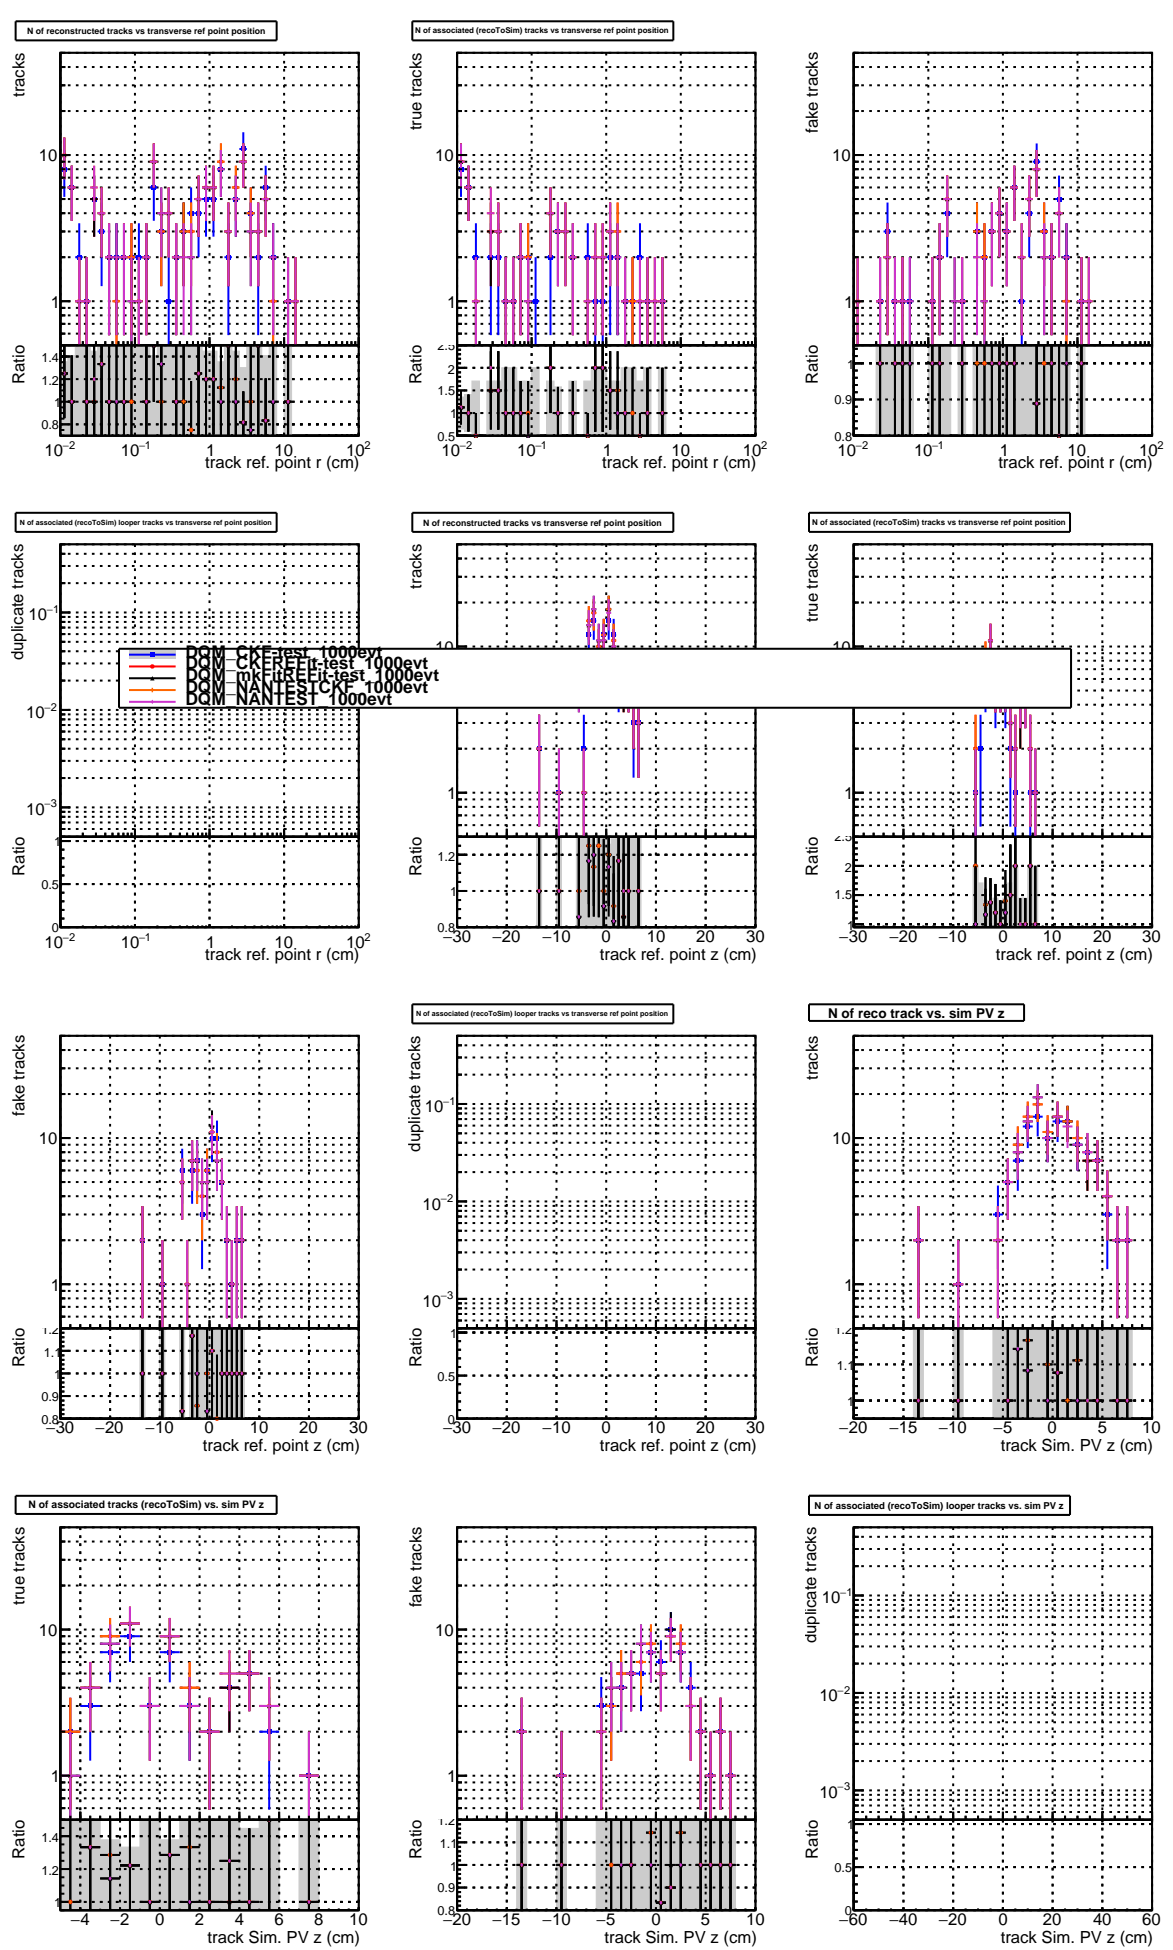 N of reconstructed tracks vs transverse ref point position
N of associated (recoToSim) tracks vs transverse ref point position
tracks
true tracks
fake tracks
10
1
10
1
10
1
Ratio
1.4
1.2
1
0.8
Ratio
2.5
2
1.5
1
0.5
Ratio
1
0.9
0.8
10⁻² 10⁻¹ 1 10 10²
10⁻² 10⁻¹ 1 10 10²
10⁻² 10⁻¹ 1 10 10²
track ref. point r (cm)
track ref. point r (cm)
track ref. point r (cm)
N of associated (recoToSim) looper tracks vs transverse ref point position
N of reconstructed tracks vs transverse ref point position
N of associated (recoToSim) tracks vs transverse ref point position
duplicate tracks
tracks
true tracks
10⁻¹
10⁻²
10⁻³
10
1
10
1
DQM_CKF-test_1000evt
DQM_CKFREFit-test_1000evt
DQM_mkFitREFit-test_1000evt
DQM_NANTESTCKF_1000evt
DQM_NANTEST_1000evt
Ratio
1
0.5
0
Ratio
1.2
1
0.8
Ratio
2.5
2
1.5
1
10⁻² 10⁻¹ 1 10 10²
−30 −20 −10 0 10 20 30
−30 −20 −10 0 10 20 30
track ref. point r (cm)
track ref. point z (cm)
track ref. point z (cm)
N of associated (recoToSim) looper tracks vs transverse ref point position
N of reco track vs. sim PV z
fake tracks
duplicate tracks
tracks
10
1
10⁻¹
10⁻²
10⁻³
10
1
Ratio
1.2
1.1
1
0.9
0.8
Ratio
1
0.5
0
Ratio
1.2
1.1
1
−30 −20 −10 0 10 20 30
−30 −20 −10 0 10 20 30
−20 −15 −10 −5 0 5 10
track ref. point z (cm)
track ref. point z (cm)
track Sim. PV z (cm)
N of associated tracks (recoToSim) vs. sim PV z
N of associated (recoToSim) looper tracks vs. sim PV z
true tracks
fake tracks
duplicate tracks
10
1
10
1
10⁻¹
10⁻²
10⁻³
Ratio
1.4
1.2
1
Ratio
1.2
1.1
1
0.9
0.8
Ratio
1
0.5
0
−4 −2 0 2 4 6 8 10
−20 −15 −10 −5 0 5 10
−60 −40 −20 0 20 40 60
track Sim. PV z (cm)
track Sim. PV z (cm)
track Sim. PV z (cm)